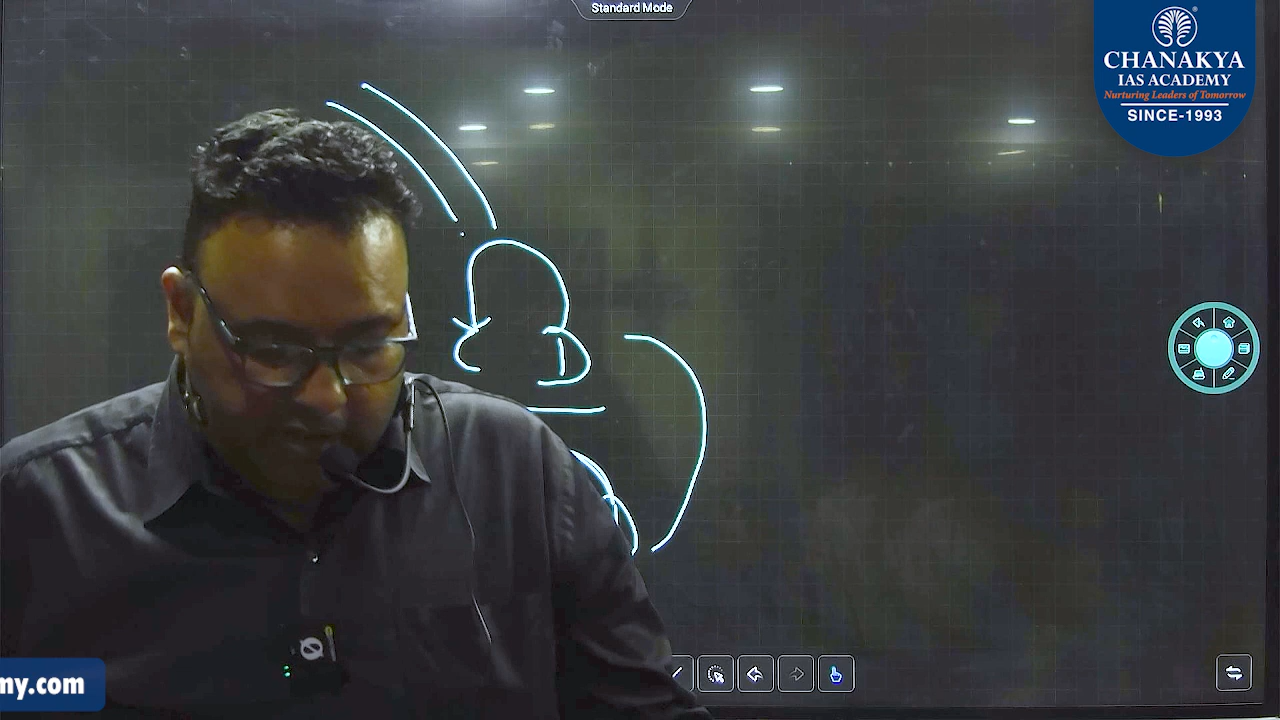 Standard Mode
CHANAKYA
IAS ACADEMY
Nurturing Leaders of Tomorrow
SINCE-1993
my.com